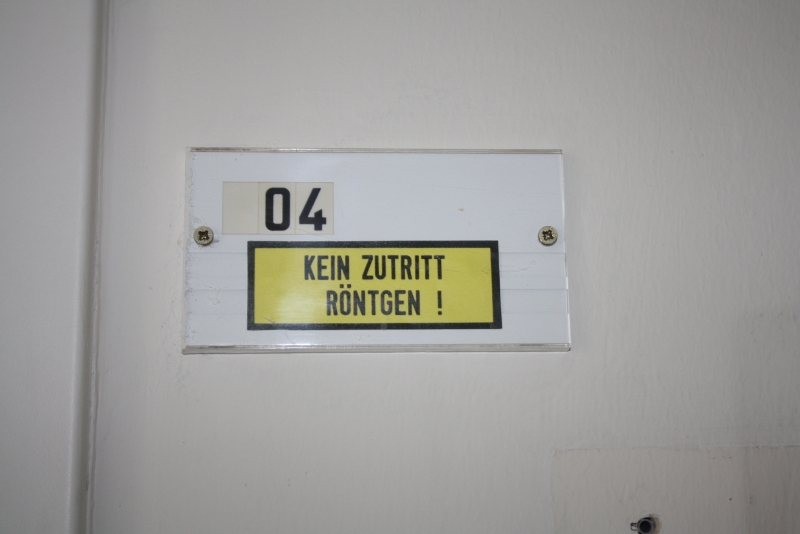 04
KEIN ZUTRITT
RÖNTGEN !